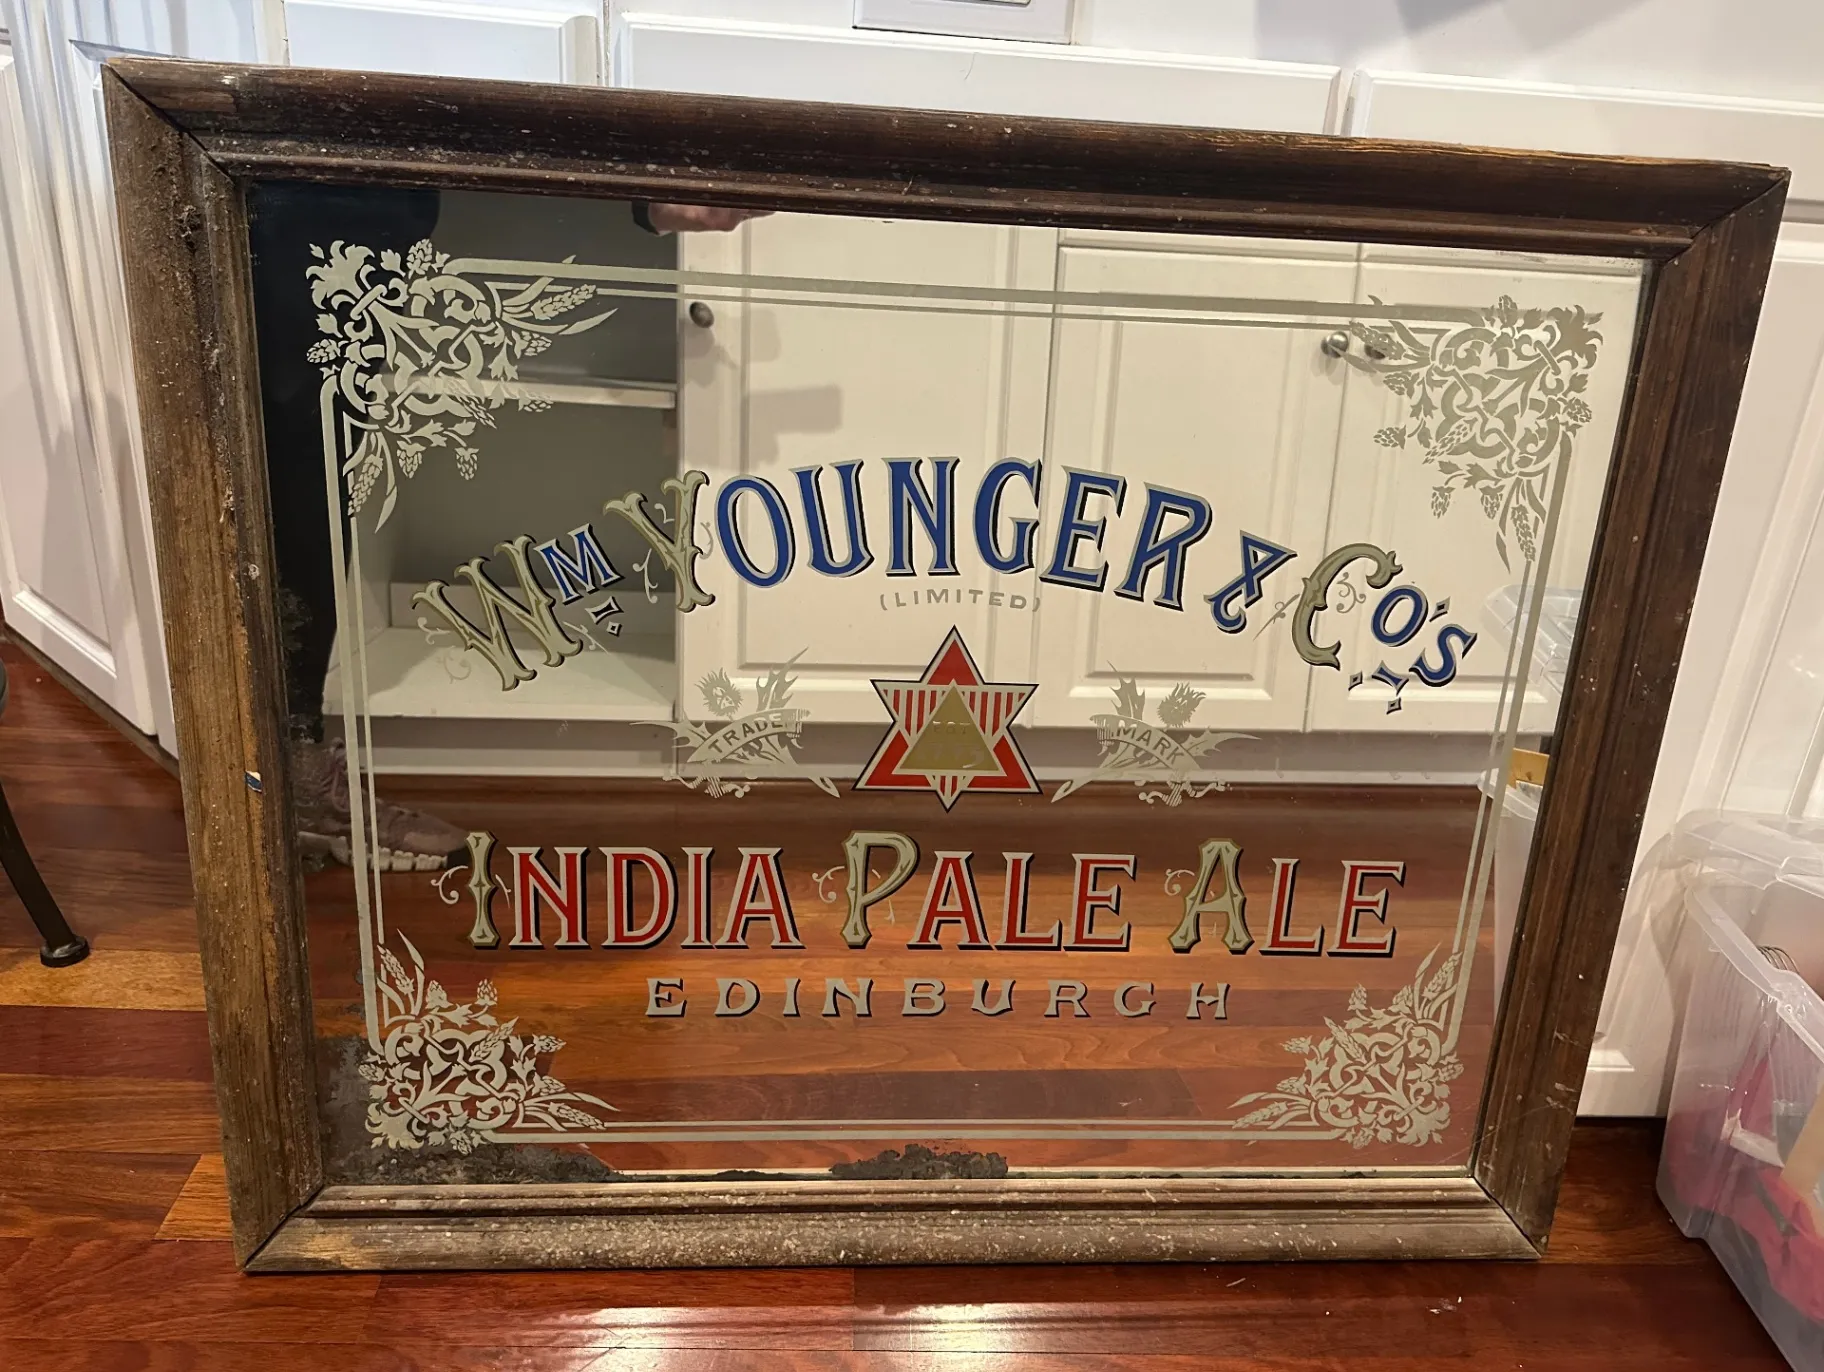 WM YOUNGER & CO'S
(LIMITED)
TRADE MARK
INDIA PALE ALE
EDINBURGH